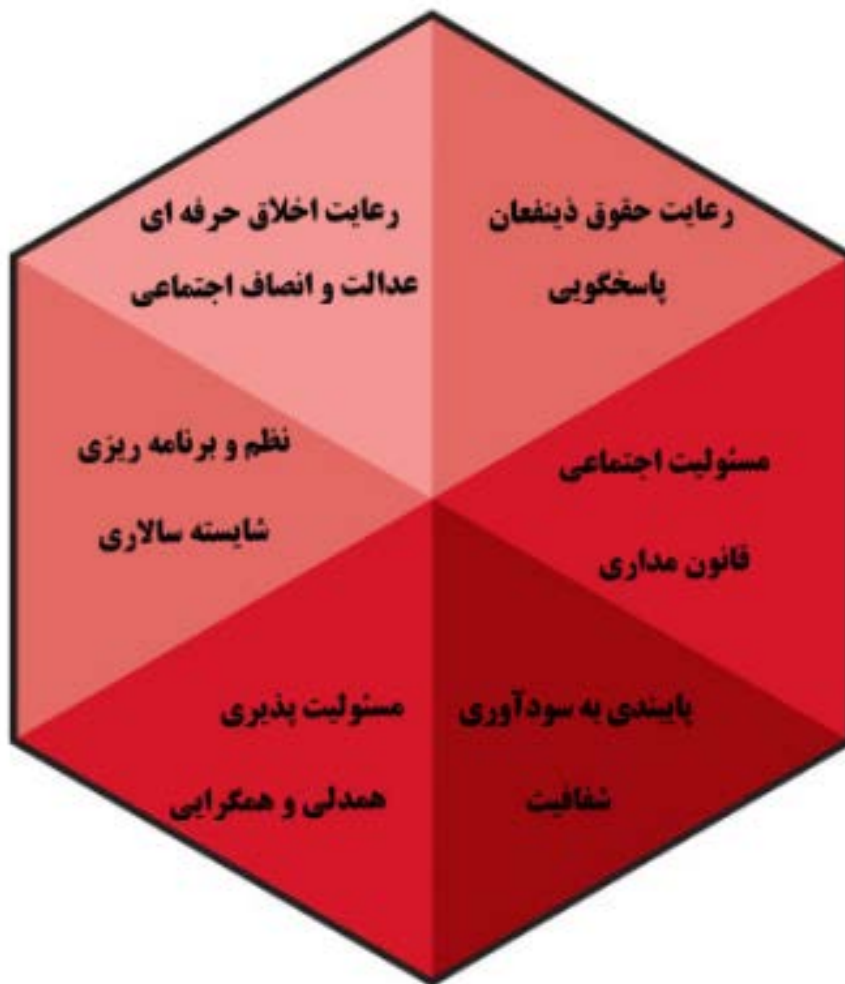 رعایت حقوق ذینفعان
پاسخگویی
رعایت اخلاق حرفه ای
عدالت و انصاف اجتماعی
مسئولیت اجتماعی
قانون مداری
نظم و برنامه ریزی
شایسته سالاری
پایبندی به سودآوری
شفافیت
مسئولیت پذیری
همدلی و همگرایی